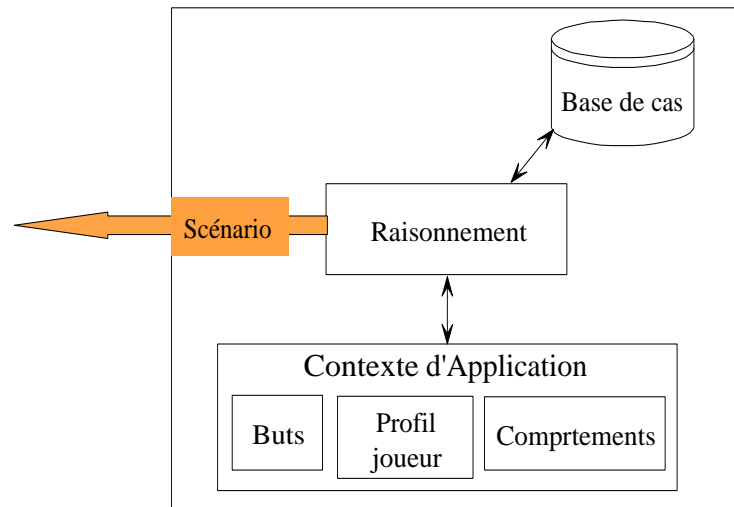 Base de cas
Scénario
Raisonnement
Contexte d'Application
Buts
Profil
joueur
Comprtements